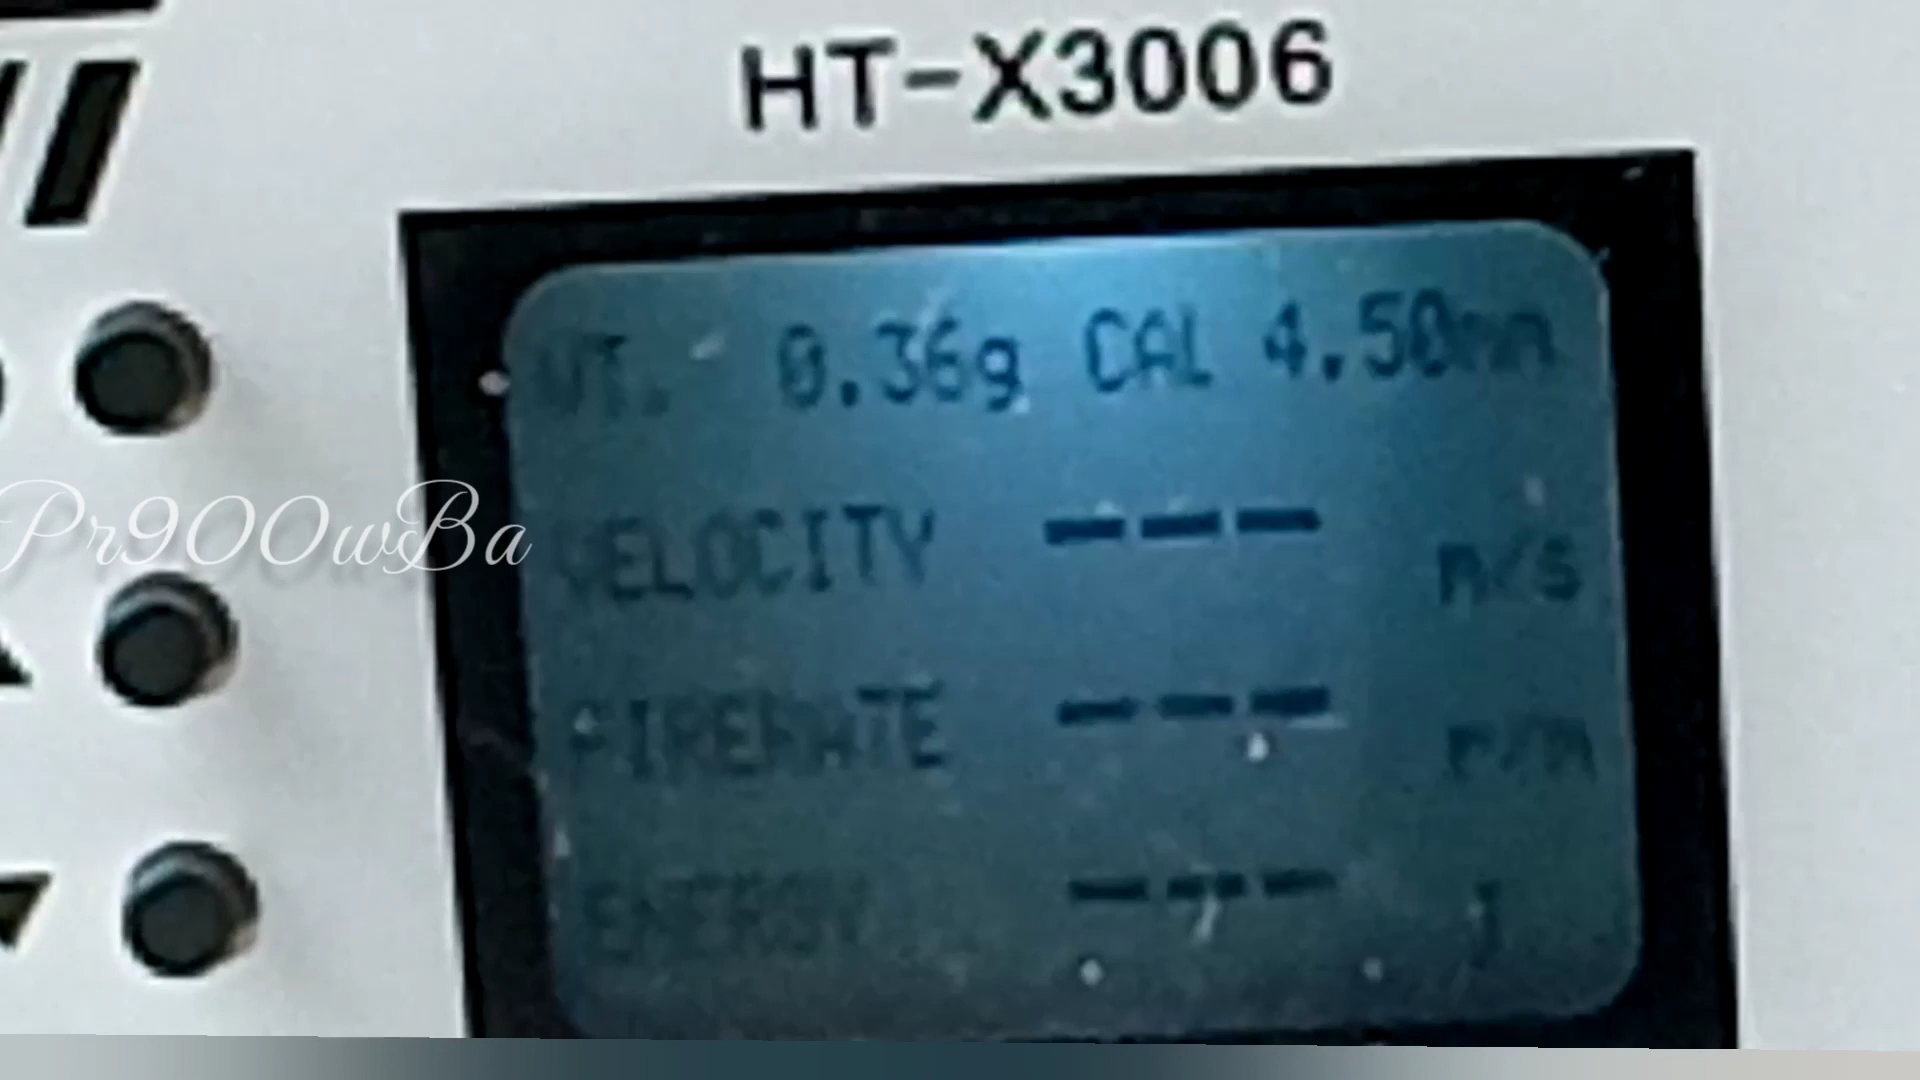 HT-X3006
WT. 0.36g CAL 4.50mm
Pr900wBa
VELOCITY --- m/s
FIRERATE --- r/m
ENERGY --- J